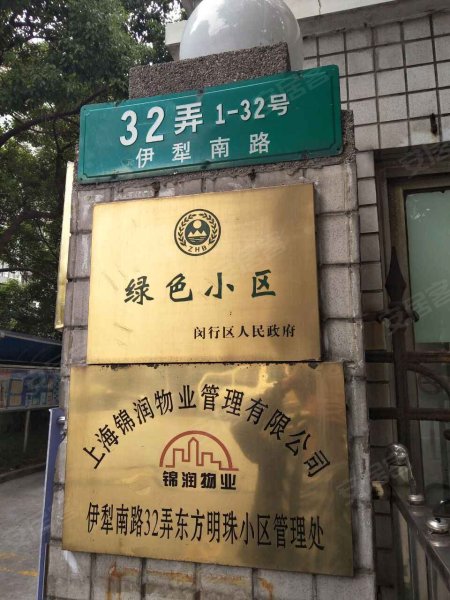 32弄 1-32号
伊犁南路
ZHB
绿色小区
闵行区人民政府
上海锦润物业管理有限公司
锦润物业
伊犁南路32弄东方明珠小区管理处